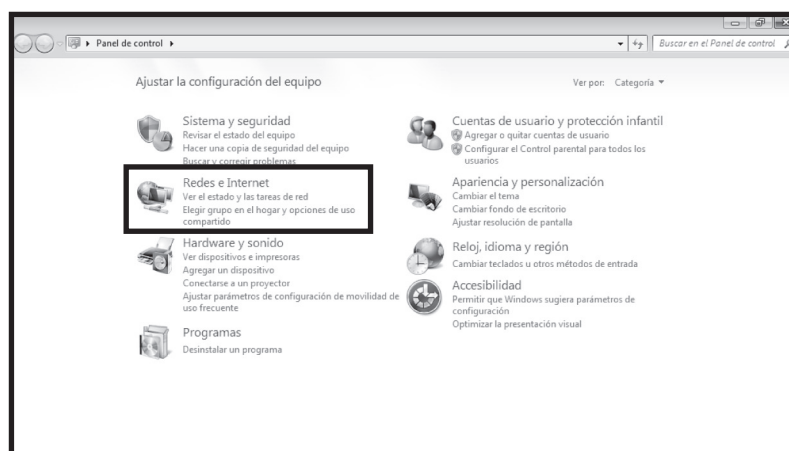 Panel de control
Buscar en el Panel de control
Ajustar la configuración del equipo
Ver por: Categoría
Sistema y seguridad
Revisar el estado del equipo
Hacer una copia de seguridad del equipo
Buscar y corregir problemas
Redes e Internet
Ver el estado y las tareas de red
Elegir grupo en el hogar y opciones de uso
compartido
Hardware y sonido
Ver dispositivos e impresoras
Agregar un dispositivo
Conectarse a un proyector
Ajustar parámetros de configuración de movilidad de
uso frecuente
Programas
Desinstalar un programa
Cuentas de usuario y protección infantil
Agregar o quitar cuentas de usuario
Configurar el Control parental para todos los
usuarios
Apariencia y personalización
Cambiar el tema
Cambiar fondo de escritorio
Ajustar resolución de pantalla
Reloj, idioma y región
Cambiar teclados u otros métodos de entrada
Accesibilidad
Permitir que Windows sugiera parámetros de
configuración
Optimizar la presentación visual